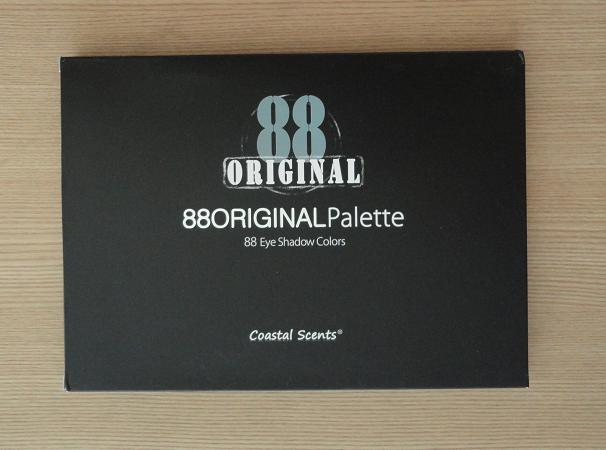 88
ORIGINAL
88ORIGINALPalette
88 Eye Shadow Colors
Coastal Scents®